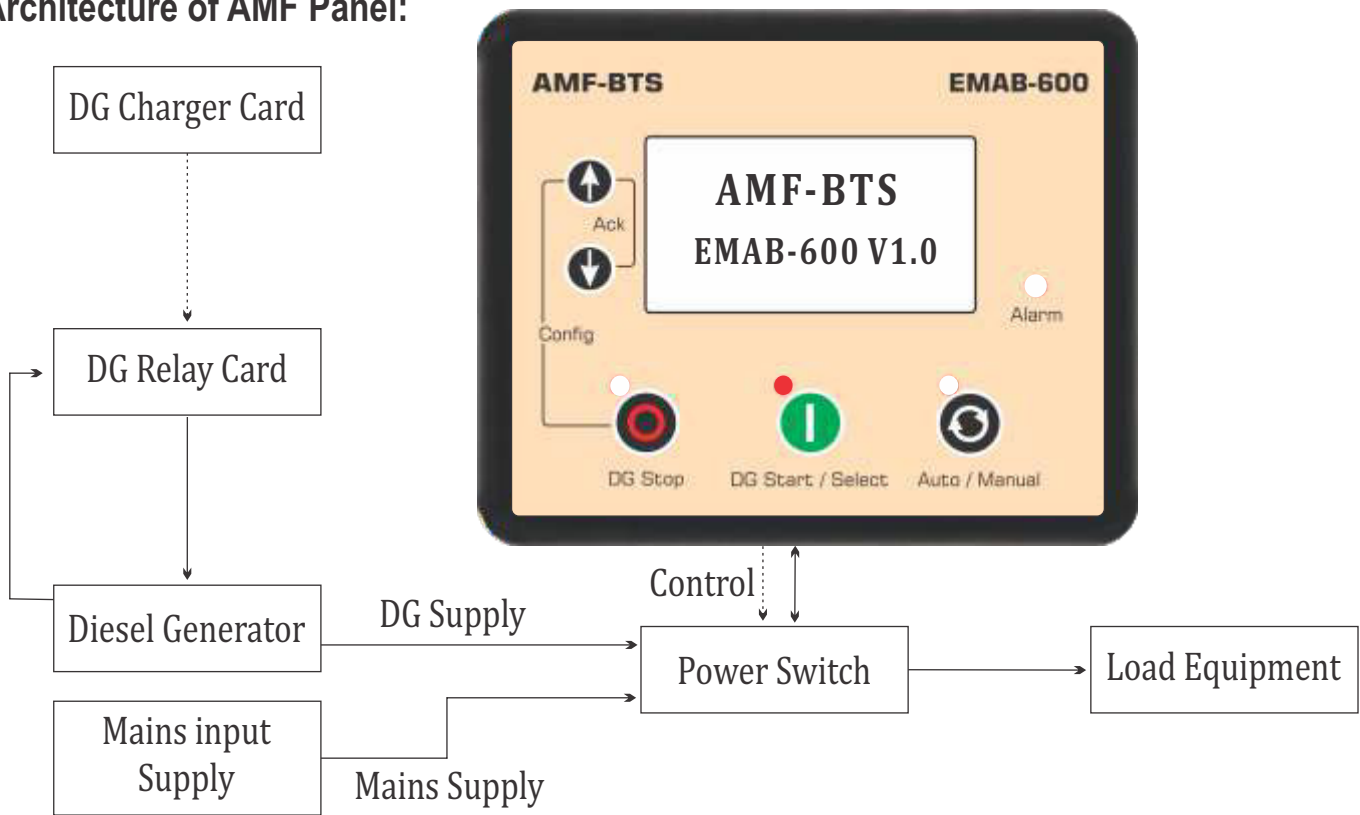 Architecture of AMF Panel:
DG Charger Card
DG Relay Card
Diesel Generator
Mains input
Supply
DG Supply
Mains Supply
AMF-BTS
EMAB-600
AMF-BTS
EMAB-600 V1.0
Ack
Config
Alarm
DG Stop
DG Start / Select
Auto / Manual
Control
Power Switch
Load Equipment